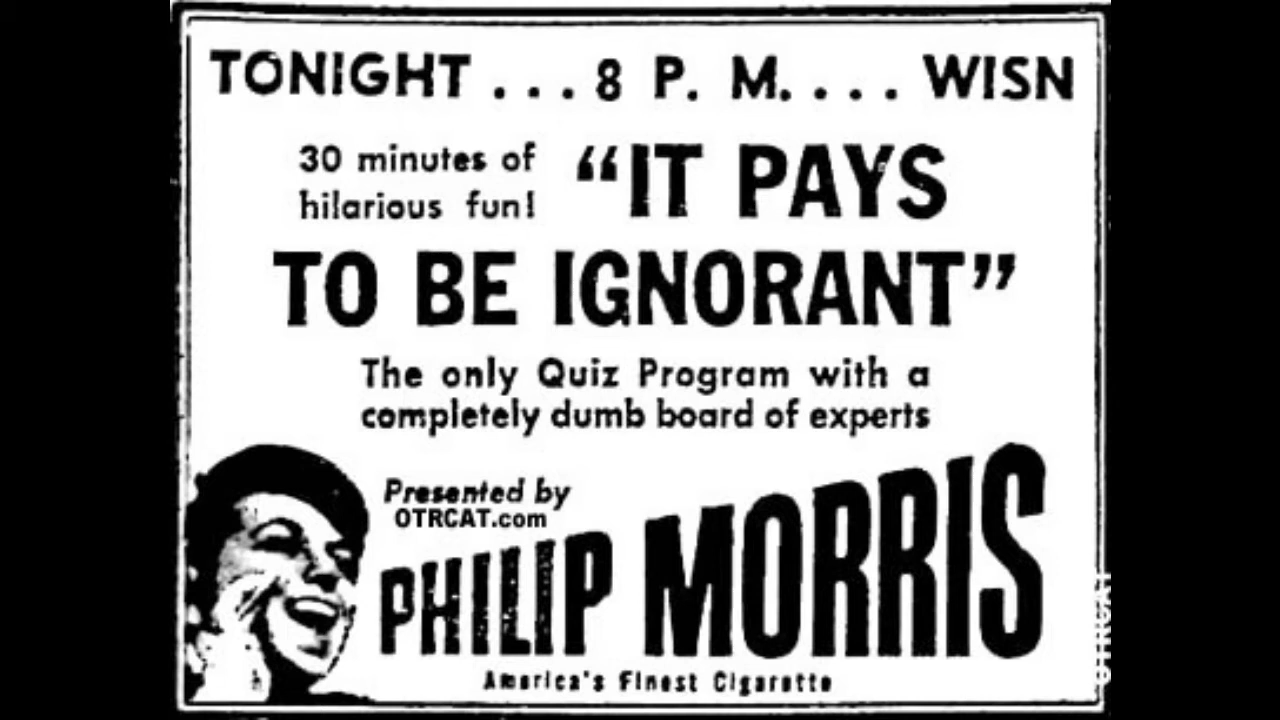 TONIGHT . . . 8 P. M. . . . . WISN
30 minutes of
hilarious fun!
"IT PAYS
TO BE IGNORANT"
The only Quiz Program with a
completely dumb board of experts
Presented by
OTRCAT.com
PHILIP MORRIS
America's Finest Cigarette
OTRCAT